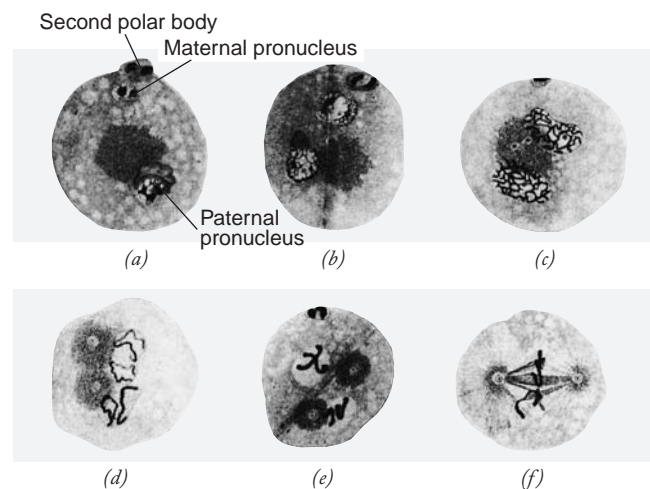 Second polar body
Maternal pronucleus
Paternal
pronucleus
(a)
(b)
(c)
(d)
(e)
(f)